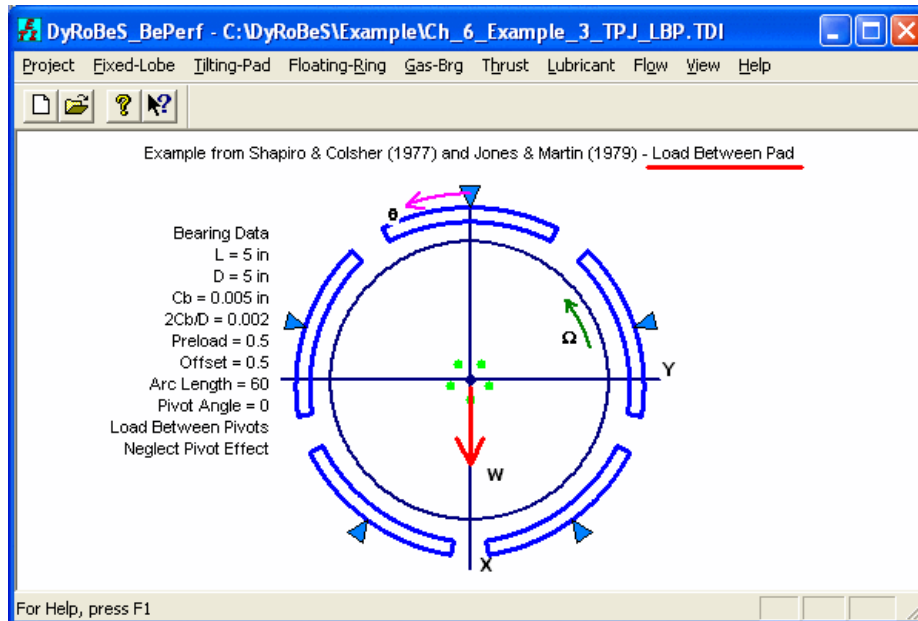 DyRoBeS_BePerf - C:\DyRoBeS\Example\Ch_6_Example_3_TPJ_LBP.TDI
Project Fixed-Lobe Tilting-Pad Floating-Ring Gas-Brg Thrust Lubricant Flow View Help
Example from Shapiro & Colsher (1977) and Jones & Martin (1979) - Load Between Pad
θ
Bearing Data
L = 5 in
D = 5 in
Cb = 0.005 in
2Cb/D = 0.002
Preload = 0.5
Offset = 0.5
Arc Length = 60
Pivot Angle = 0
Load Between Pivots
Neglect Pivot Effect
Ω
Y
W
X
For Help, press F1